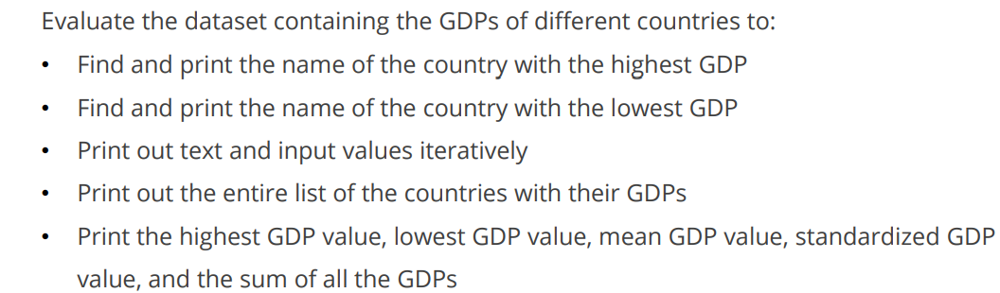 Evaluate the dataset containing the GDPs of different countries to:
• Find and print the name of the country with the highest GDP
• Find and print the name of the country with the lowest GDP
• Print out text and input values iteratively
• Print out the entire list of the countries with their GDPs
• Print the highest GDP value, lowest GDP value, mean GDP value, standardized GDP
value, and the sum of all the GDPs